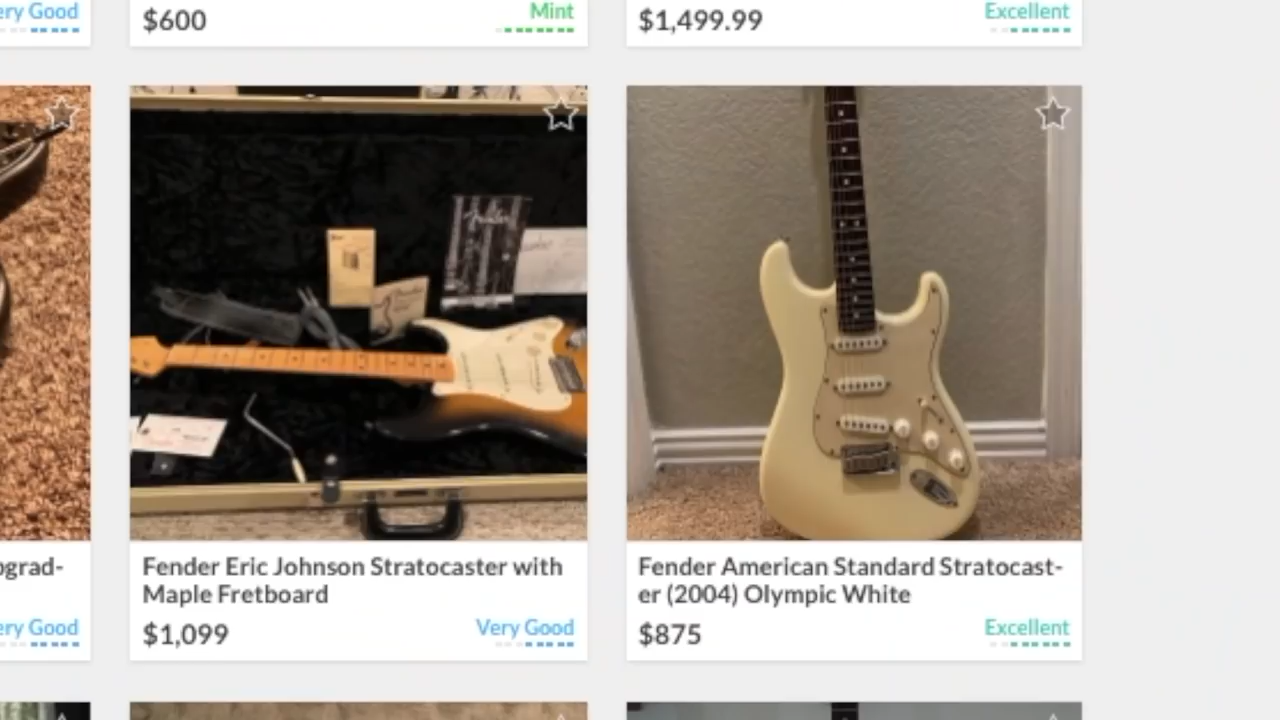 ery Good
$600
Mint
$1,499.99
Excellent
Fender
ograd-
ery Good
Fender Eric Johnson Stratocaster with
Maple Fretboard
$1,099
Very Good
Fender American Standard Stratocast-
er (2004) Olympic White
$875
Excellent